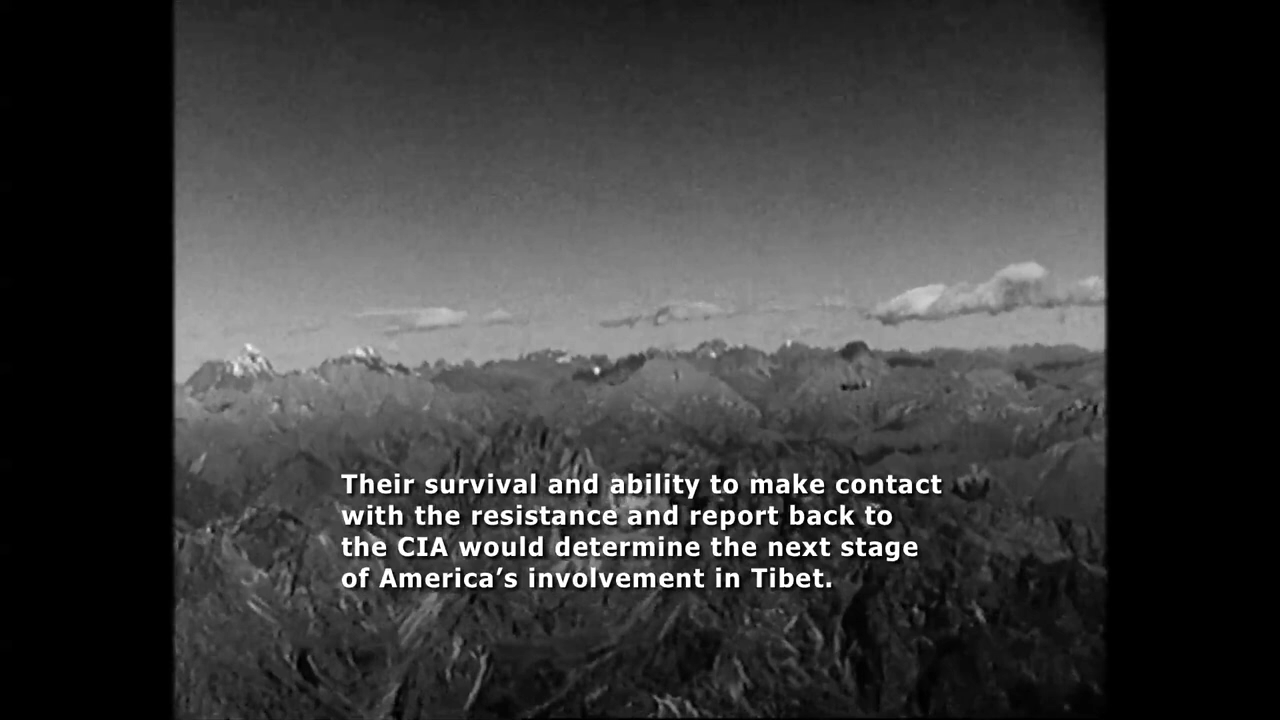 Their survival and ability to make contact
with the resistance and report back to
the CIA would determine the next stage
of America’s involvement in Tibet.